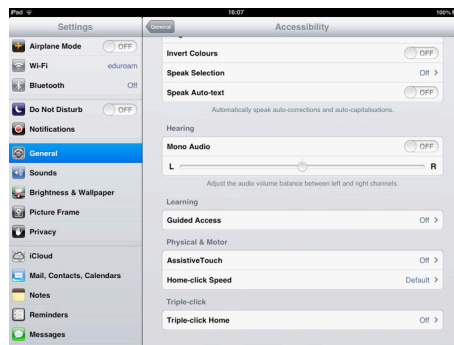 iPad 16:07 100%
Settings
General Accessibility
Airplane Mode OFF
Wi-Fi eduroam
Bluetooth Off
Do Not Disturb OFF
Notifications
General
Sounds
Brightness & Wallpaper
Picture Frame
Privacy
iCloud
Mail, Contacts, Calendars
Notes
Reminders
Messages
Invert Colours OFF
Speak Selection Off
Speak Auto-text OFF
Automatically speak auto-corrections and auto-capitalisations.
Hearing
Mono Audio OFF
L R
Adjust the audio volume balance between left and right channels.
Learning
Guided Access Off
Physical & Motor
AssistiveTouch Off
Home-click Speed Default
Triple-click
Triple-click Home Off